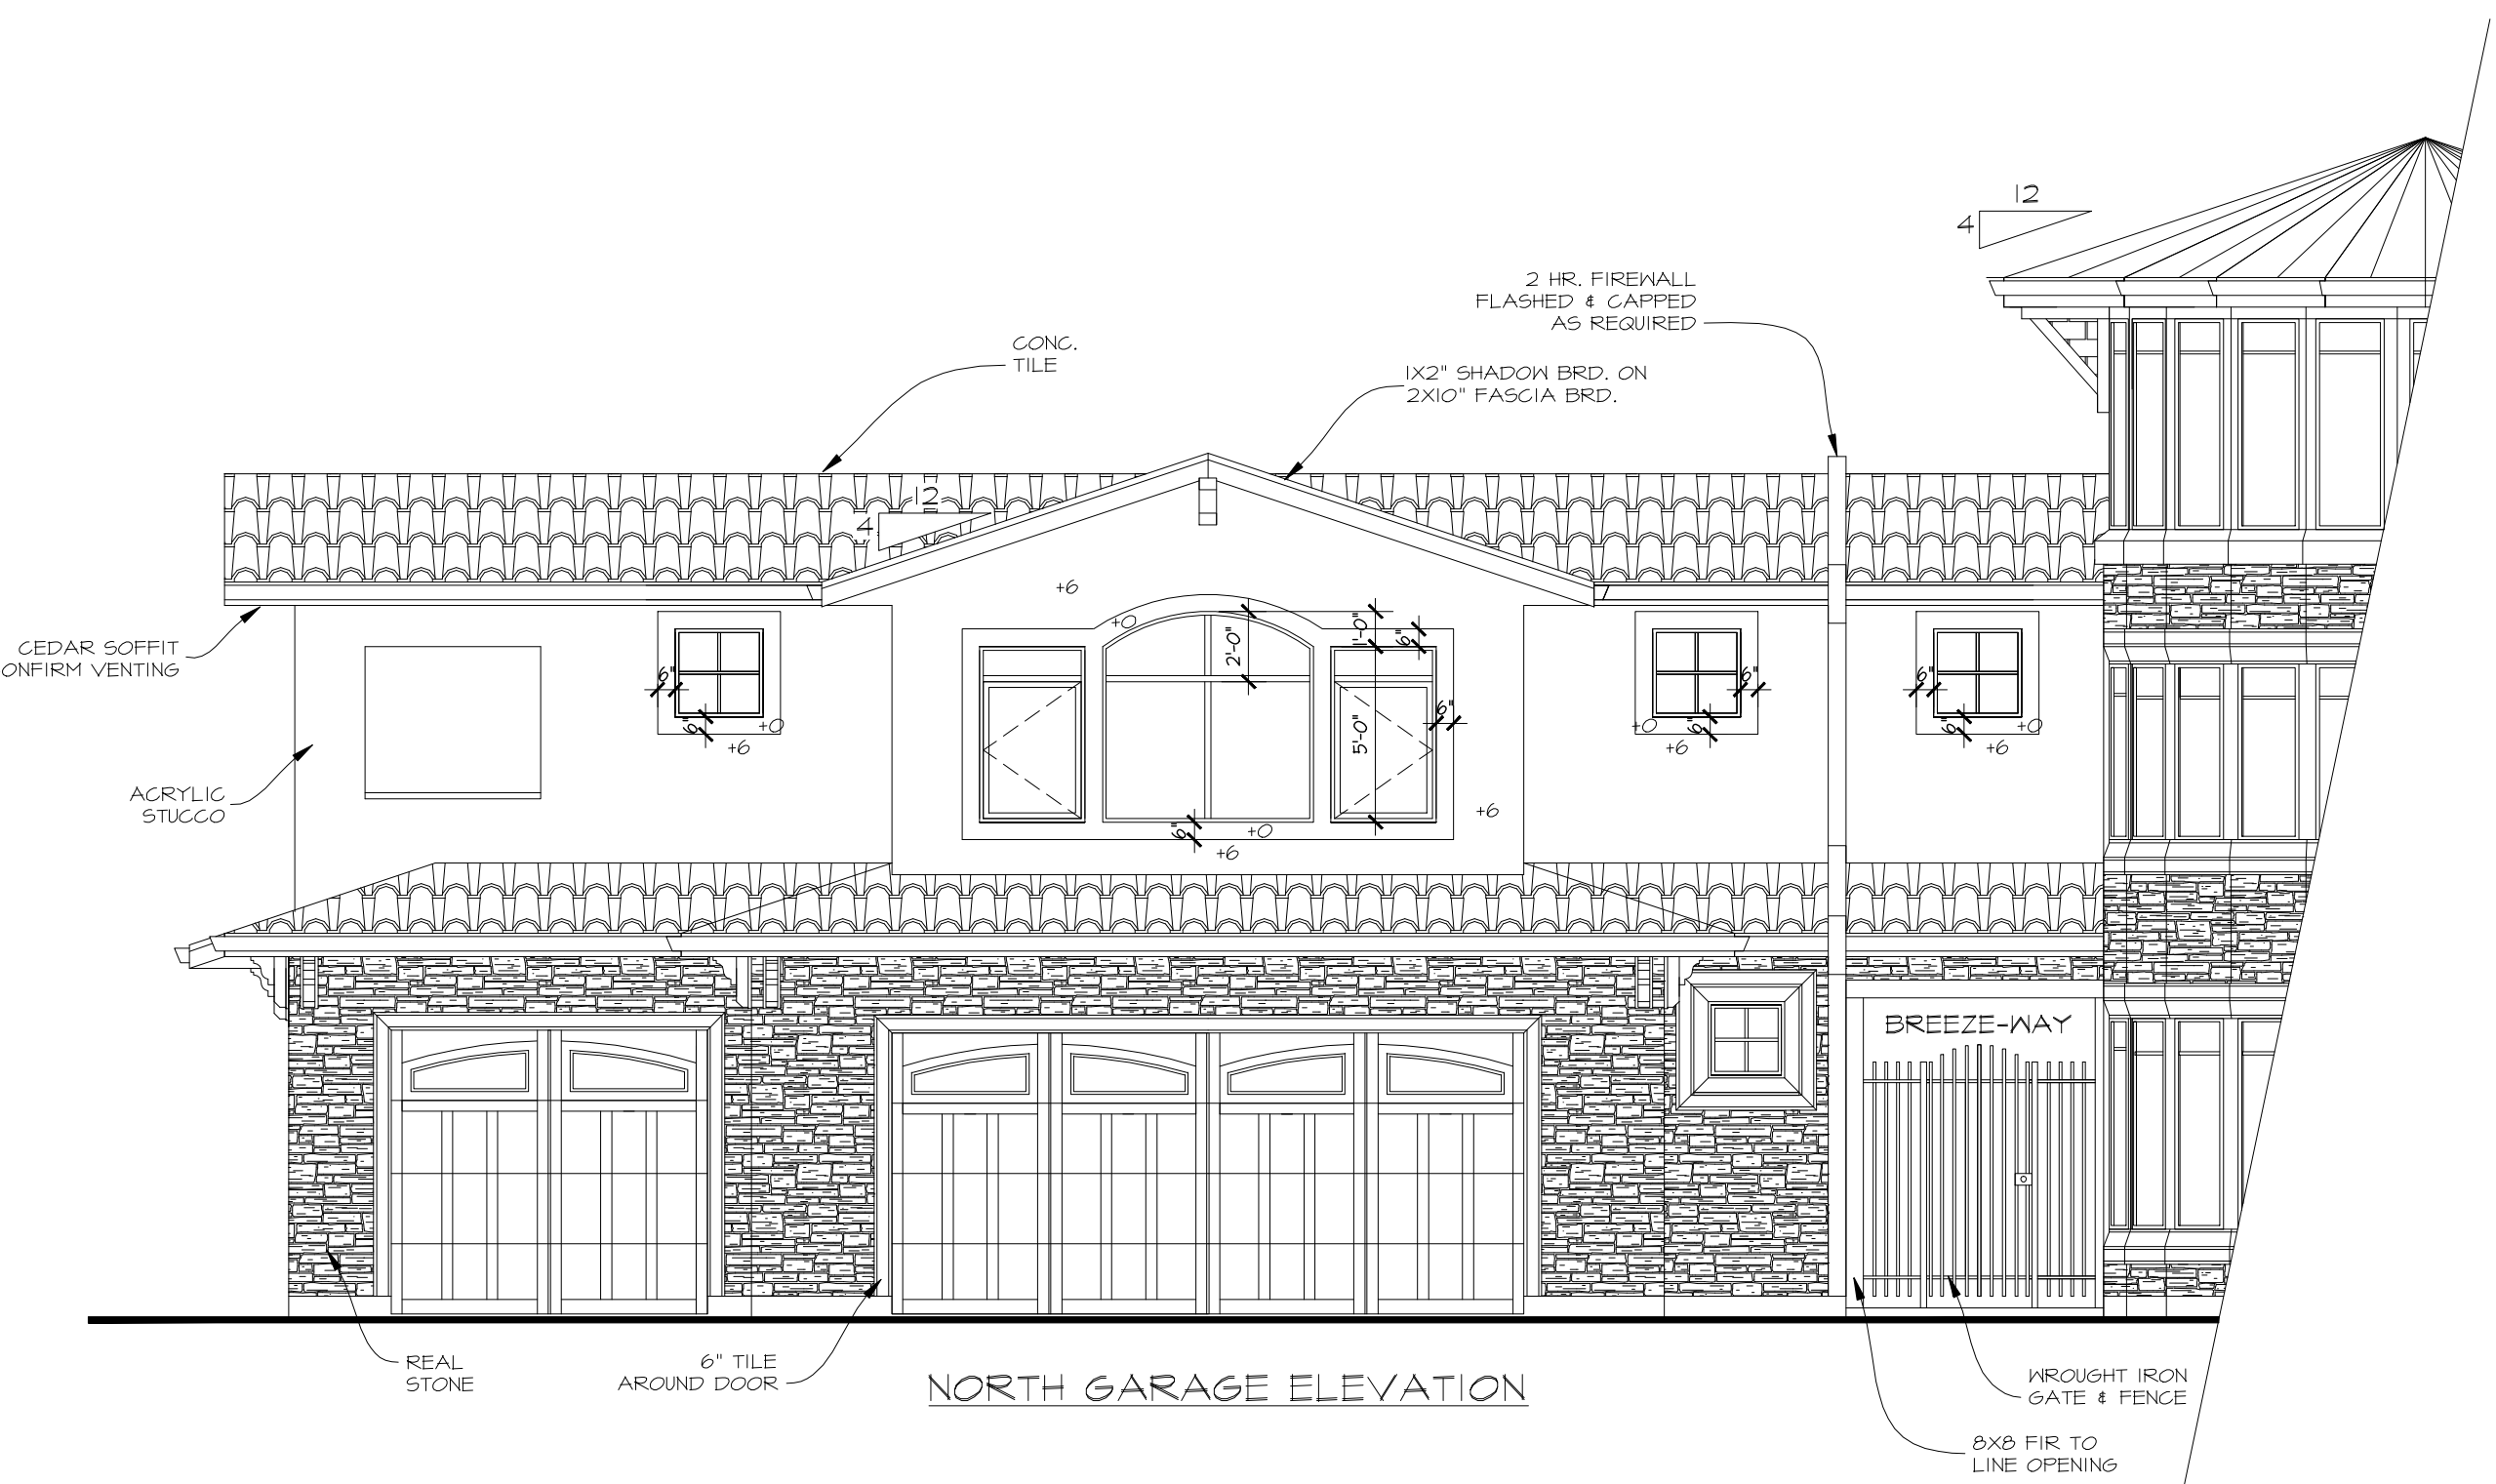 12
4
2 HR. FIREWALL
FLASHED & CAPPED
AS REQUIRED
CONC.
TILE
1X2" SHADOW BRD. ON
2X10" FASCIA BRD.
12
4
+6
+0
2'-0"
1'-0"
6"
CEDAR SOFFIT
ONFIRM VENTING
6"
6"
+0
+6
5'-0"
6"
+0
6"
6"
+6
6"
6"
+0
+6
ACRYLIC
STUCCO
+6
6"
+0
+6
BREEZE-WAY
REAL
STONE
6" TILE
AROUND DOOR
NORTH GARAGE ELEVATION
WROUGHT IRON
GATE & FENCE
8X8 FIR TO
LINE OPENING